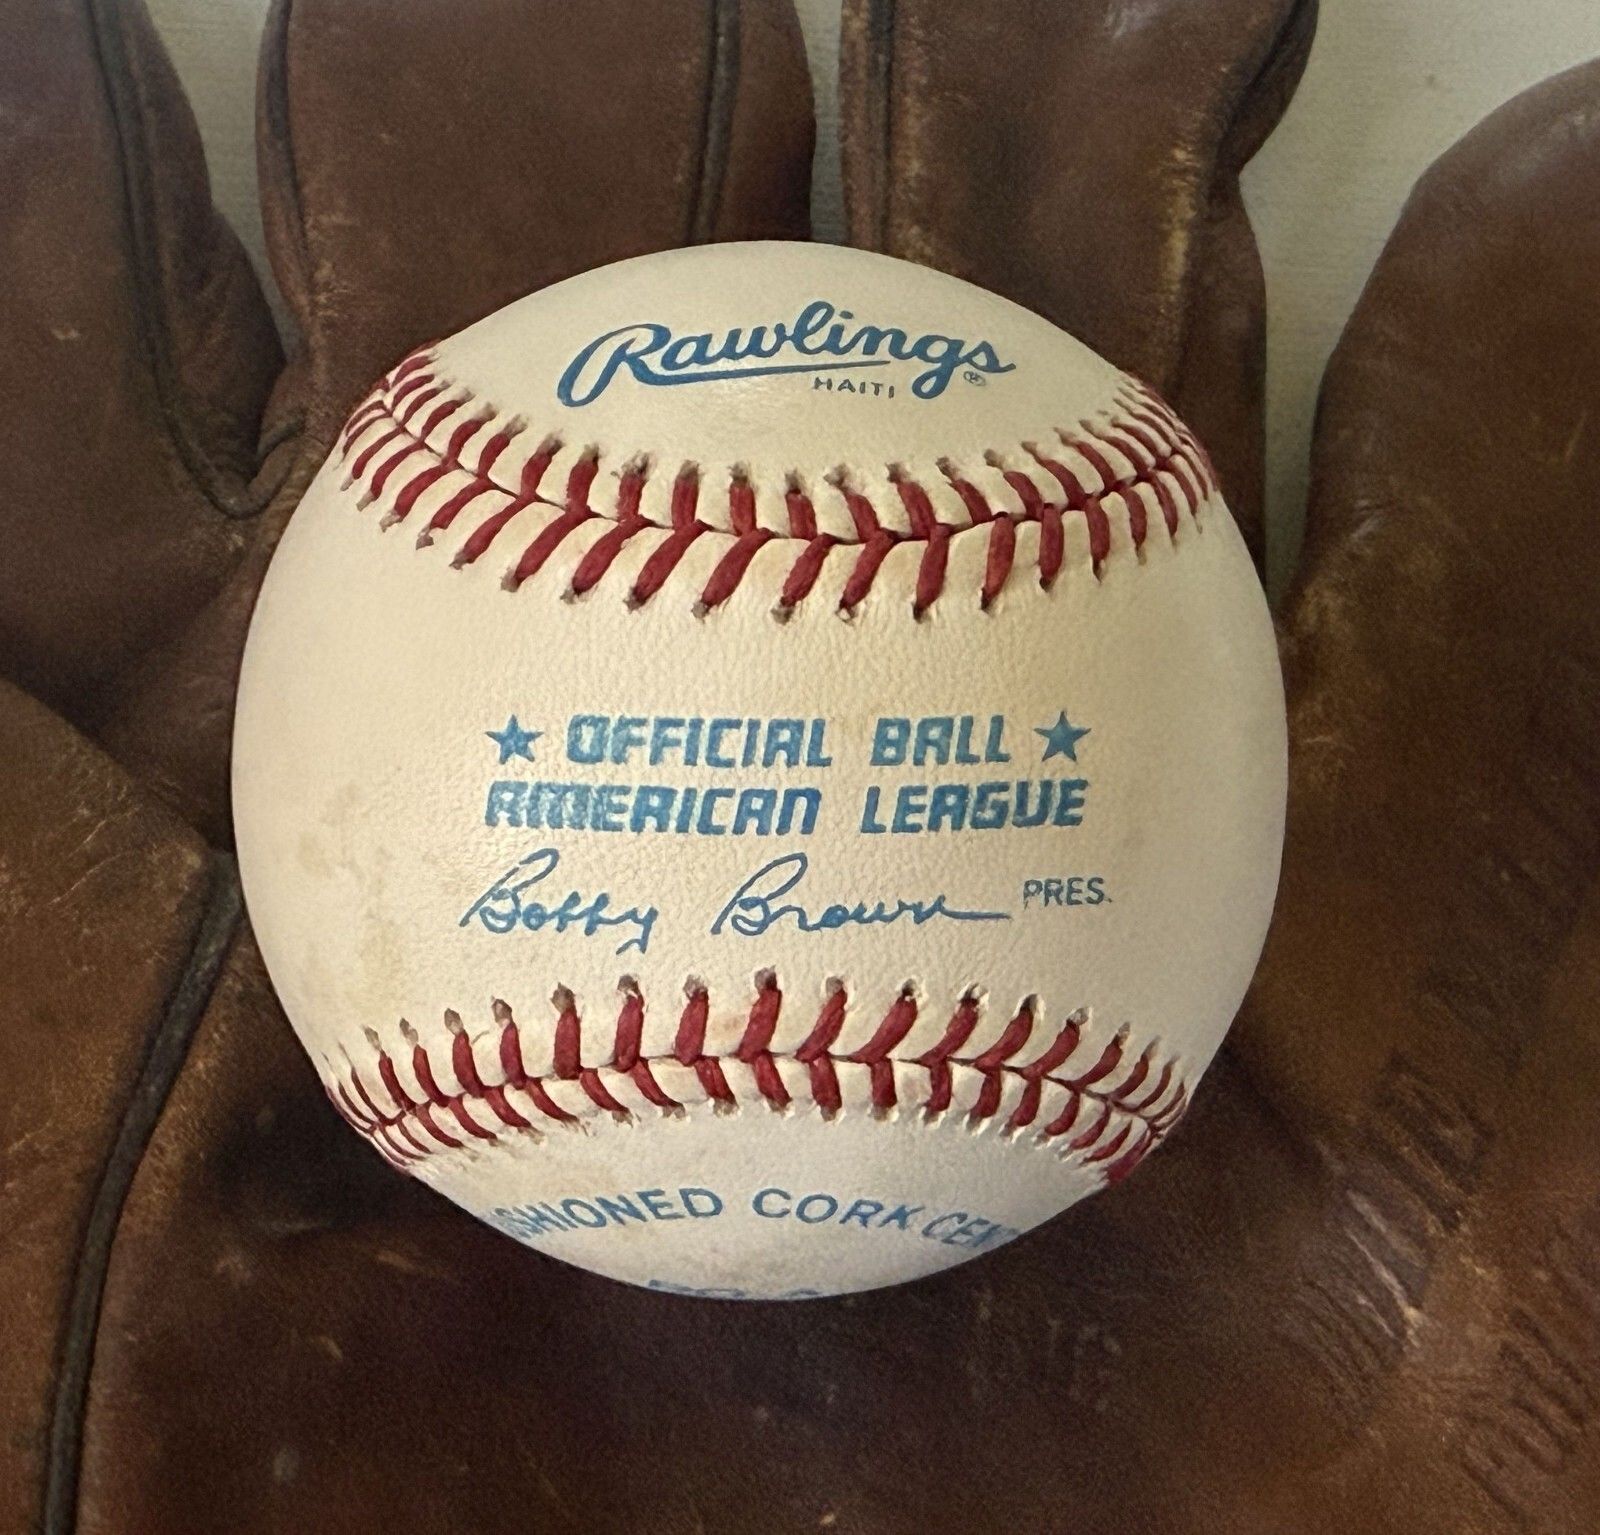 Rawlings®
HAITI
★ OFFICIAL BALL ★
AMERICAN LEAGUE
Bobby Brown PRES.
SHIONED CORK CEN